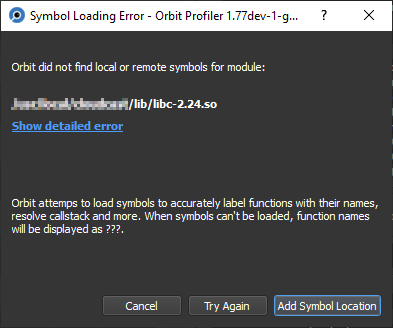 Symbol Loading Error - Orbit Profiler 1.77dev-1-g...
Orbit did not find local or remote symbols for module:
/lib/libc-2.24.so
Show detailed error
Orbit attemps to load symbols to accurately label functions with their names,
resolve callstack and more. When symbols can't be loaded, function names
will be displayed as ???.
Cancel Try Again Add Symbol Location